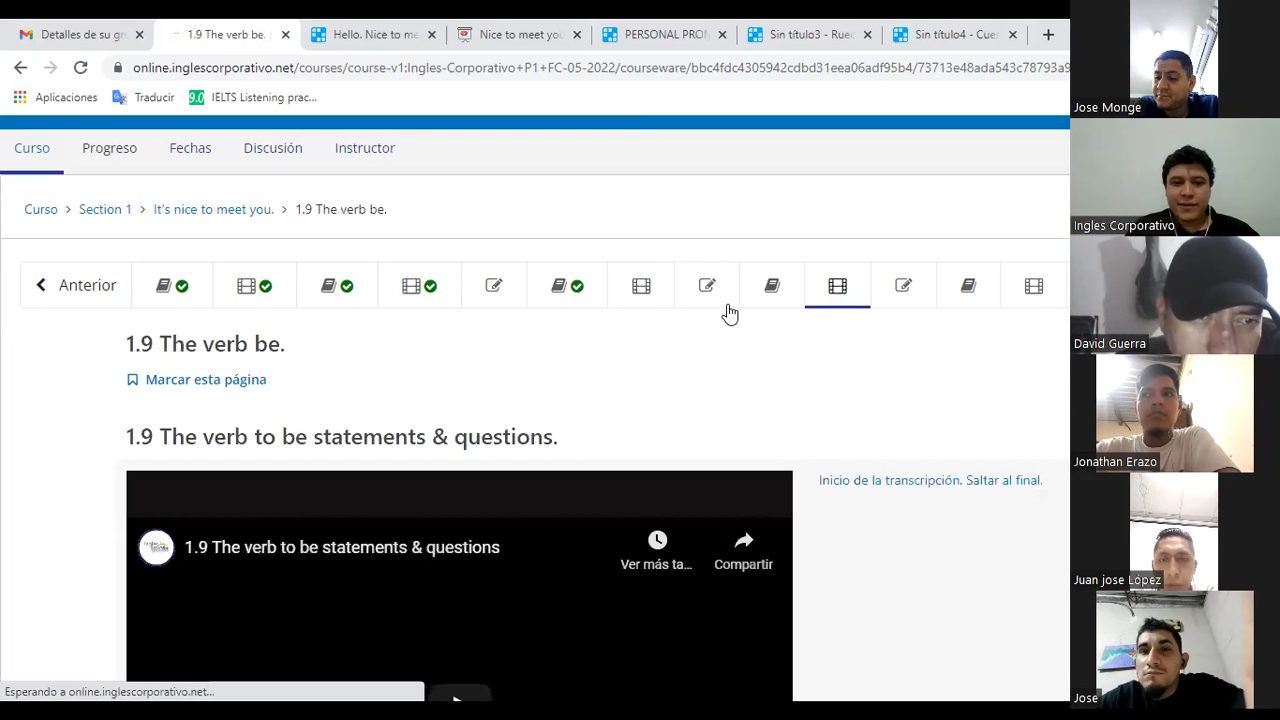 Detalles de su gr
1.9 The verb be.
Hello. Nice to me
Nice to meet you
PERSONAL PRON
Sin título3 - Rue
Sin título4 - Cues
online.inglescorporativo.net/courses/course-v1:Ingles-Corporativo+P1+FC-05-2022/courseware/bbc4fdc4305942cdbd31eea06adf95b4/73713e48ada543c78793a9
Aplicaciones
Traducir
9.0 IELTS Listening prac...
Curso
Progreso
Fechas
Discusión
Instructor
Curso > Section 1 > It's nice to meet you. > 1.9 The verb be.
Anterior
1.9 The verb be.
Marcar esta página
1.9 The verb to be statements & questions.
Inicio de la transcripción. Saltar al final.
1.9 The verb to be statements & questions
Ver más ta...
Compartir
Esperando a online.inglescorporativo.net...
Jose Monge
Ingles Corporativo
David Guerra
Jonathan Erazo
Juan jose López
Jose